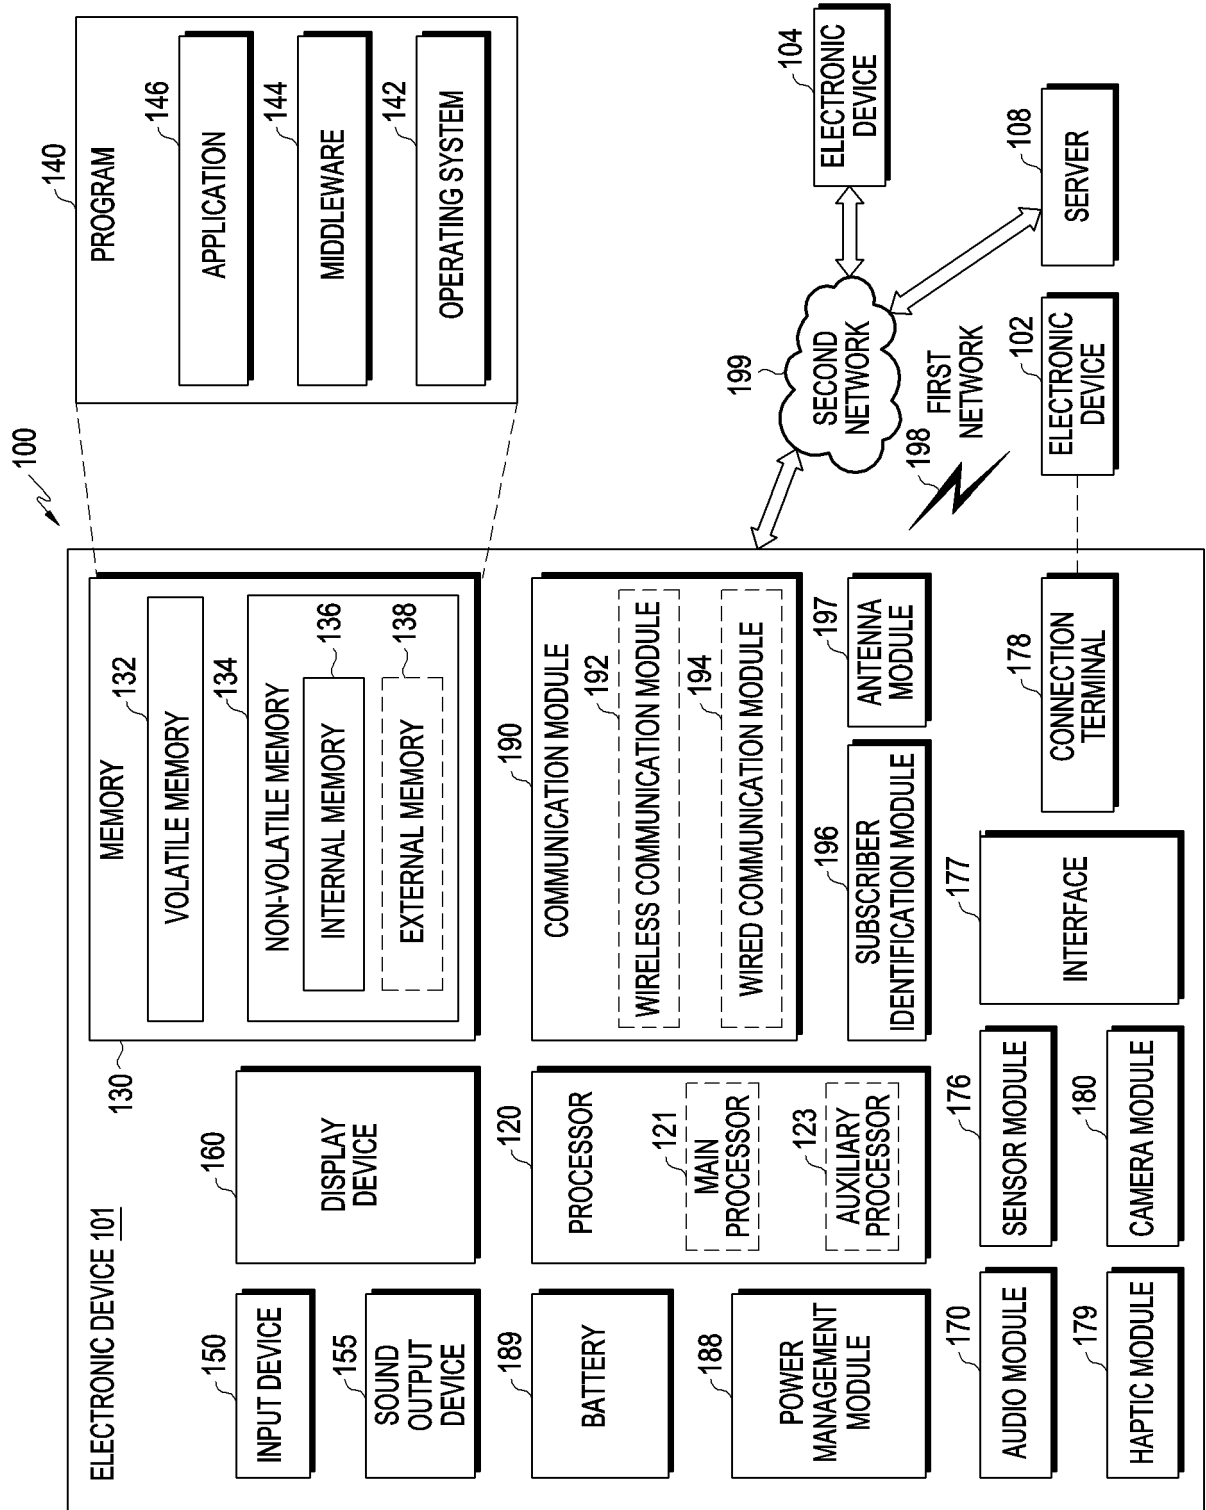 100
ELECTRONIC DEVICE 101
INPUT DEVICE
150
SOUND
OUTPUT
DEVICE
155
BATTERY
189
POWER
MANAGEMENT
MODULE
188
AUDIO MODULE
170
HAPTIC MODULE
179
DISPLAY
DEVICE
160
PROCESSOR
120
MAIN
PROCESSOR
121
AUXILIARY
PROCESSOR
123
SENSOR MODULE
176
CAMERA MODULE
180
130
MEMORY
VOLATILE MEMORY
132
NON-VOLATILE MEMORY
134
INTERNAL MEMORY
136
EXTERNAL MEMORY
138
COMMUNICATION MODULE
190
WIRELESS COMMUNICATION MODULE
192
WIRED COMMUNICATION MODULE
194
SUBSCRIBER
IDENTIFICATION MODULE
196
ANTENNA
MODULE
197
INTERFACE
177
CONNECTION
TERMINAL
178
PROGRAM
140
APPLICATION
146
MIDDLEWARE
144
OPERATING SYSTEM
142
SECOND
NETWORK
199
FIRST
NETWORK
198
ELECTRONIC
DEVICE
104
SERVER
108
ELECTRONIC
DEVICE
102